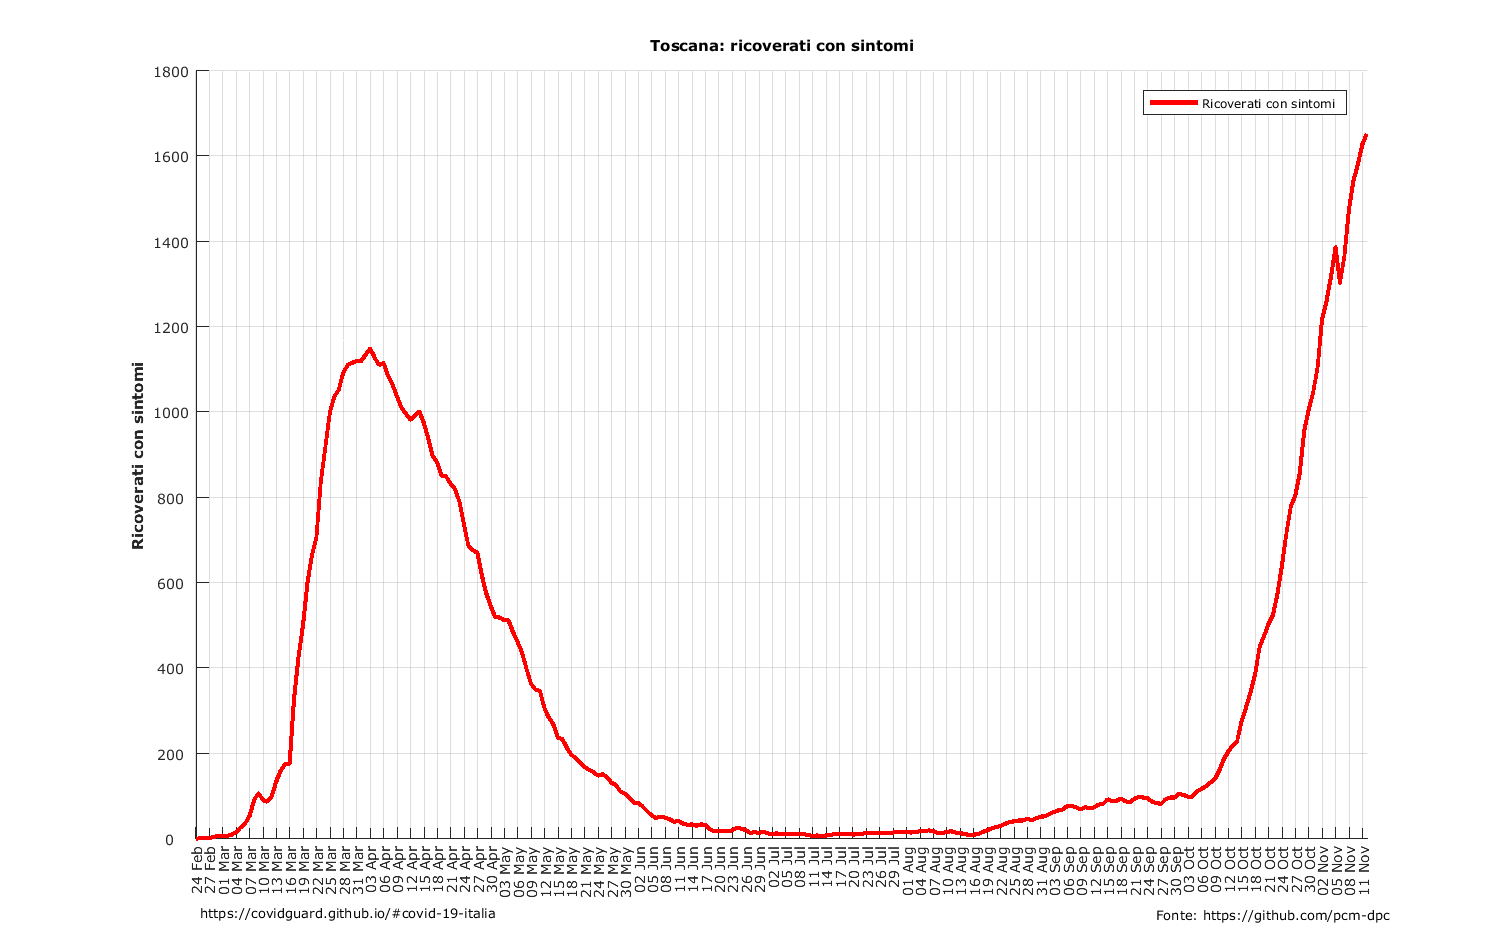 Toscana: ricoverati con sintomi
Ricoverati con sintomi
1800
1600
1400
1200
1000
800
600
400
200
0
Ricoverati con sintomi
24 Feb
27 Feb
01 Mar
04 Mar
07 Mar
10 Mar
13 Mar
16 Mar
19 Mar
22 Mar
25 Mar
28 Mar
31 Mar
03 Apr
06 Apr
09 Apr
12 Apr
15 Apr
18 Apr
21 Apr
24 Apr
27 Apr
30 Apr
03 May
06 May
09 May
12 May
15 May
18 May
21 May
24 May
27 May
30 May
02 Jun
05 Jun
08 Jun
11 Jun
14 Jun
17 Jun
20 Jun
23 Jun
26 Jun
29 Jun
02 Jul
05 Jul
08 Jul
11 Jul
14 Jul
17 Jul
20 Jul
23 Jul
26 Jul
29 Jul
01 Aug
04 Aug
07 Aug
10 Aug
13 Aug
16 Aug
19 Aug
22 Aug
25 Aug
28 Aug
31 Aug
03 Sep
06 Sep
09 Sep
12 Sep
15 Sep
18 Sep
21 Sep
24 Sep
27 Sep
30 Sep
03 Oct
06 Oct
09 Oct
12 Oct
15 Oct
18 Oct
21 Oct
24 Oct
27 Oct
30 Oct
02 Nov
05 Nov
08 Nov
11 Nov
https://covidguard.github.io/#covid-19-italia
Fonte: https://github.com/pcm-dpc